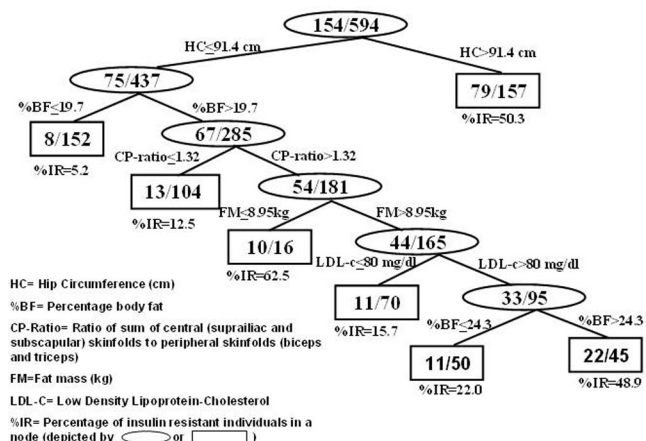 154/594
HC≤91.4 cm
HC>91.4 cm
75/437
79/157
%IR=50.3
%BF≤19.7
%BF>19.7
8/152
%IR=5.2
67/285
CP-ratio≤1.32
CP-ratio>1.32
13/104
%IR=12.5
54/181
FM≤8.95kg
FM>8.95kg
10/16
%IR=62.5
44/165
LDL-c≤80 mg/dl
LDL-c>80 mg/dl
11/70
%IR=15.7
33/95
%BF≤24.3
%BF>24.3
11/50
%IR=22.0
22/45
%IR=48.9
HC= Hip Circumference (cm)
%BF= Percentage body fat
CP-Ratio= Ratio of sum of central (suprailiac and
subscapular) skinfolds to peripheral skinfolds (biceps
and triceps)
FM=Fat mass (kg)
LDL-C= Low Density Lipoprotein-Cholesterol
%IR= Percentage of insulin resistant individuals in a
node (depicted by or )